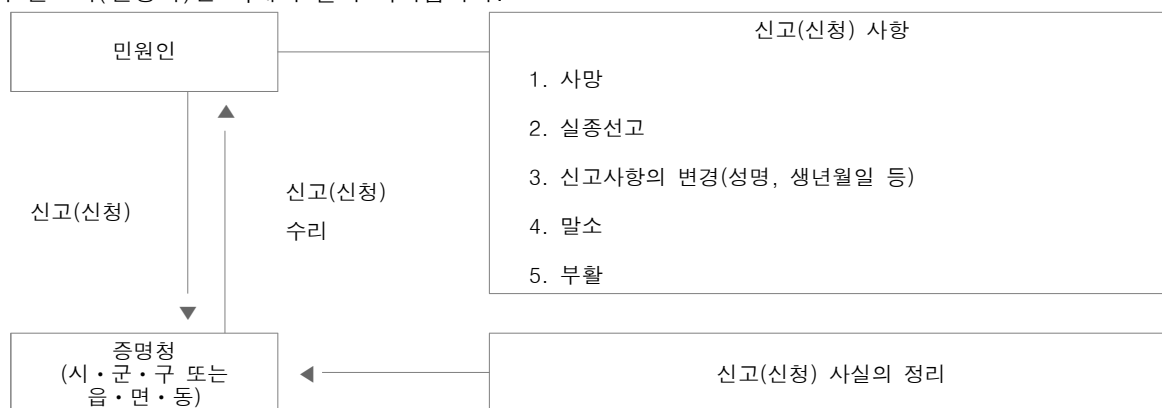 민원인
신고(신청) 사항
1. 사망
2. 실종선고
3. 신고사항의 변경(성명, 생년월일 등)
4. 말소
5. 부활
신고(신청)
신고(신청)
수리
증명청
(시・군・구 또는
읍・면・동)
신고(신청) 사실의 정리